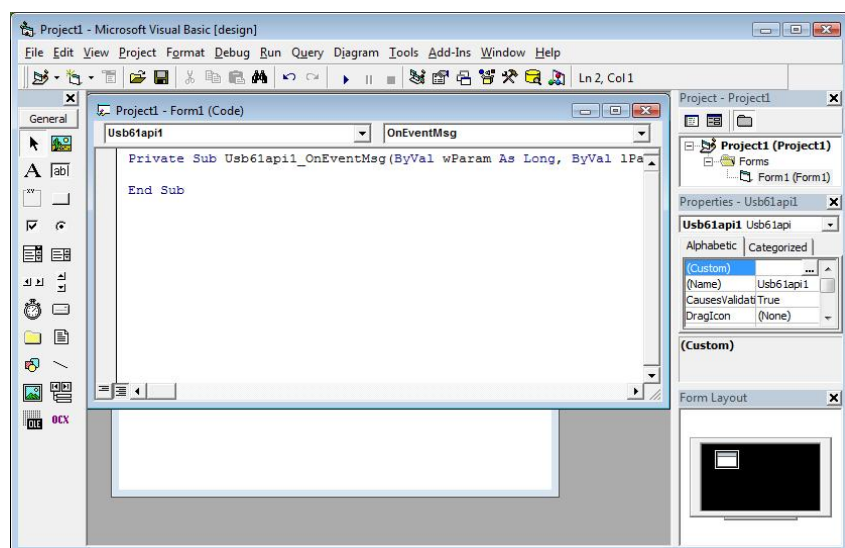 Project1 - Microsoft Visual Basic [design]
File Edit View Project Format Debug Run Query Diagram Tools Add-Ins Window Help
Ln 2, Col 1
General
A ab
XY
OLE OCX
Project1 - Form1 (Code)
Usb61api1 OnEventMsg
Private Sub Usb61api1_OnEventMsg(ByVal wParam As Long, ByVal lPa
End Sub
Project - Project1
Project1 (Project1)
Forms
Form1 (Form1)
Properties - Usb61api1
Usb61api1 Usb61api
Alphabetic Categorized
(Custom) ...
(Name) Usb61api1
CausesValidati True
DragIcon (None)
(Custom)
Form Layout